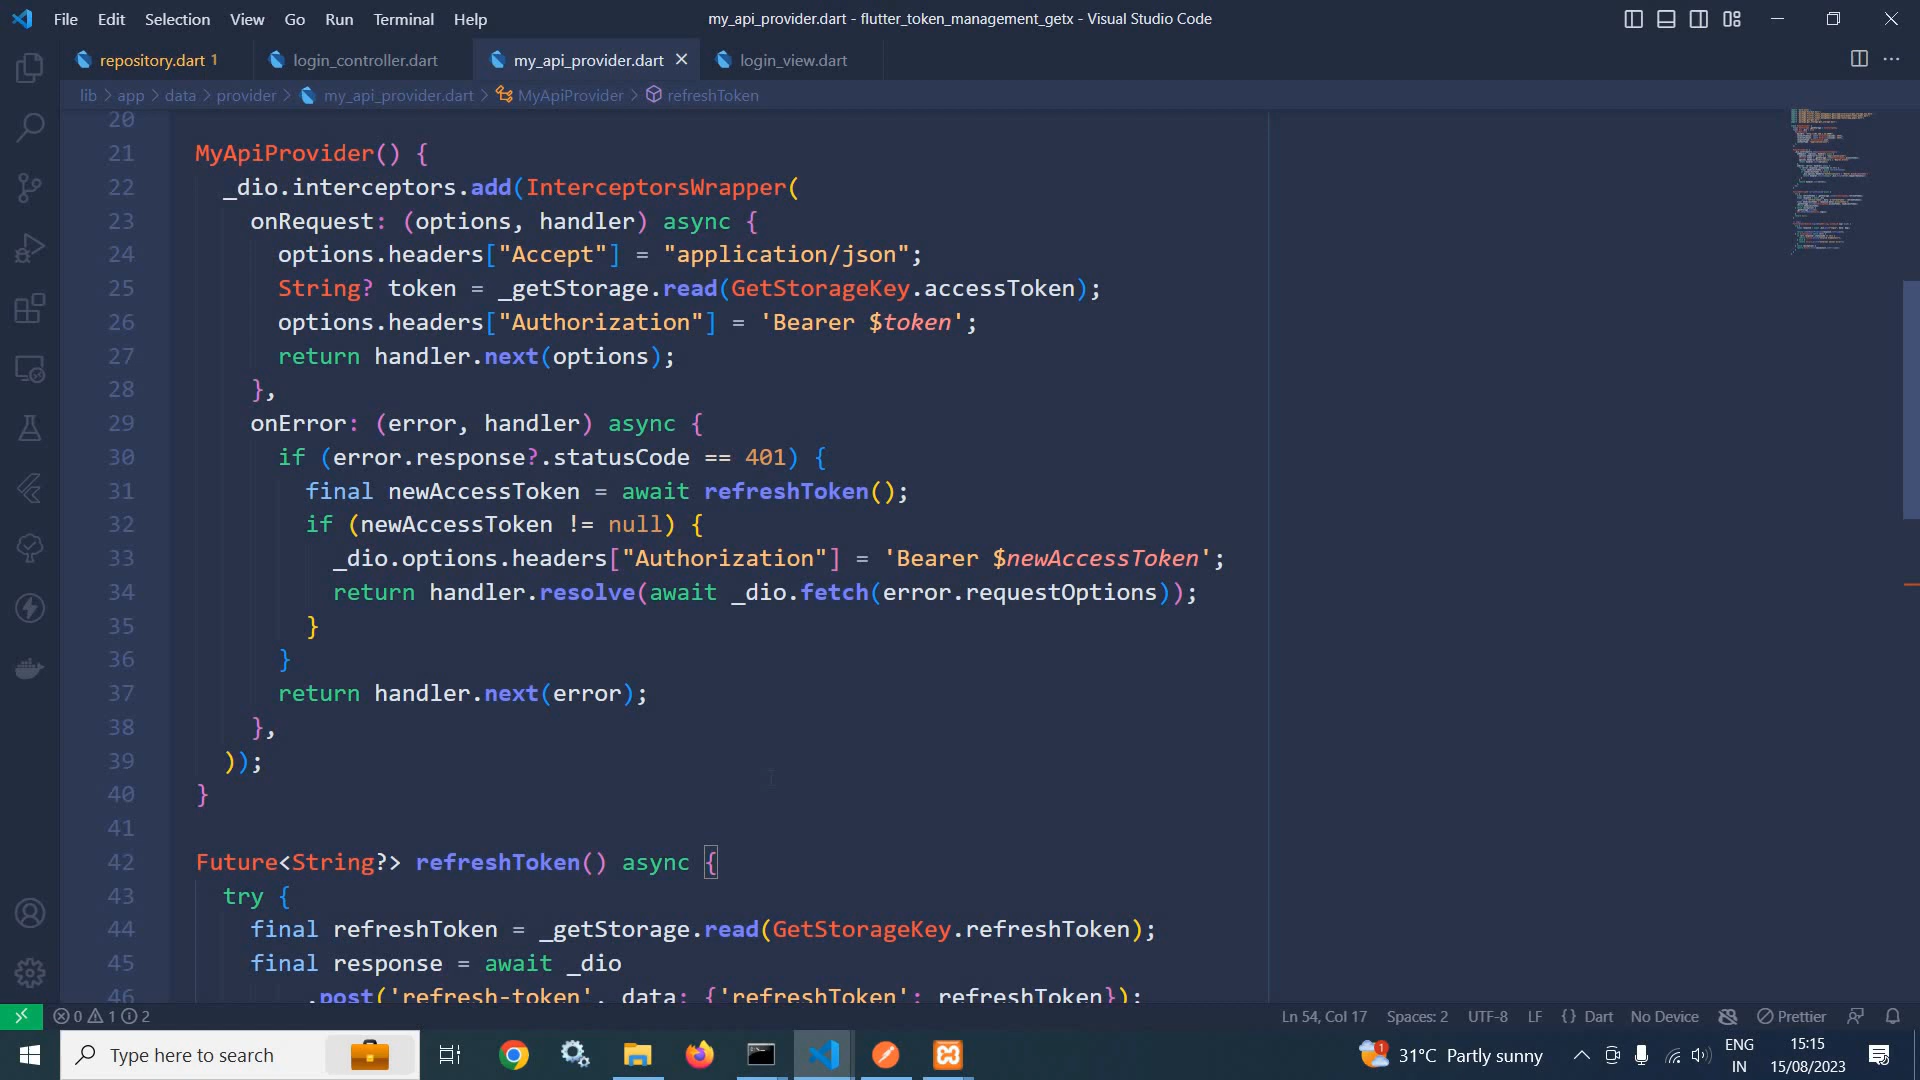 File Edit Selection View Go Run Terminal Help
my_api_provider.dart - flutter_token_management_getx - Visual Studio Code
repository.dart 1
login_controller.dart
my_api_provider.dart
login_view.dart
lib > app > data > provider > my_api_provider.dart > MyApiProvider > refreshToken
20
21 MyApiProvider() {
22 _dio.interceptors.add(InterceptorsWrapper(
23 onRequest: (options, handler) async {
24 options.headers["Accept"] = "application/json";
25 String? token = _getStorage.read(GetStorageKey.accessToken);
26 options.headers["Authorization"] = 'Bearer $token';
27 return handler.next(options);
28 },
29 onError: (error, handler) async {
30 if (error.response?.statusCode == 401) {
31 final newAccessToken = await refreshToken();
32 if (newAccessToken != null) {
33 _dio.options.headers["Authorization"] = 'Bearer $newAccessToken';
34 return handler.resolve(await _dio.fetch(error.requestOptions));
35 }
36 }
37 return handler.next(error);
38 },
39 ));
40 }
41
42 Future<String?> refreshToken() async {
43 try {
44 final refreshToken = _getStorage.read(GetStorageKey.refreshToken);
45 final response = await _dio
46 .post('refresh-token', data: {'refreshToken': refreshToken});
0 1 2
Ln 54, Col 17 Spaces: 2 UTF-8 LF {} Dart No Device Prettier
Type here to search
1
31°C Partly sunny
ENG
IN
15:15
15/08/2023